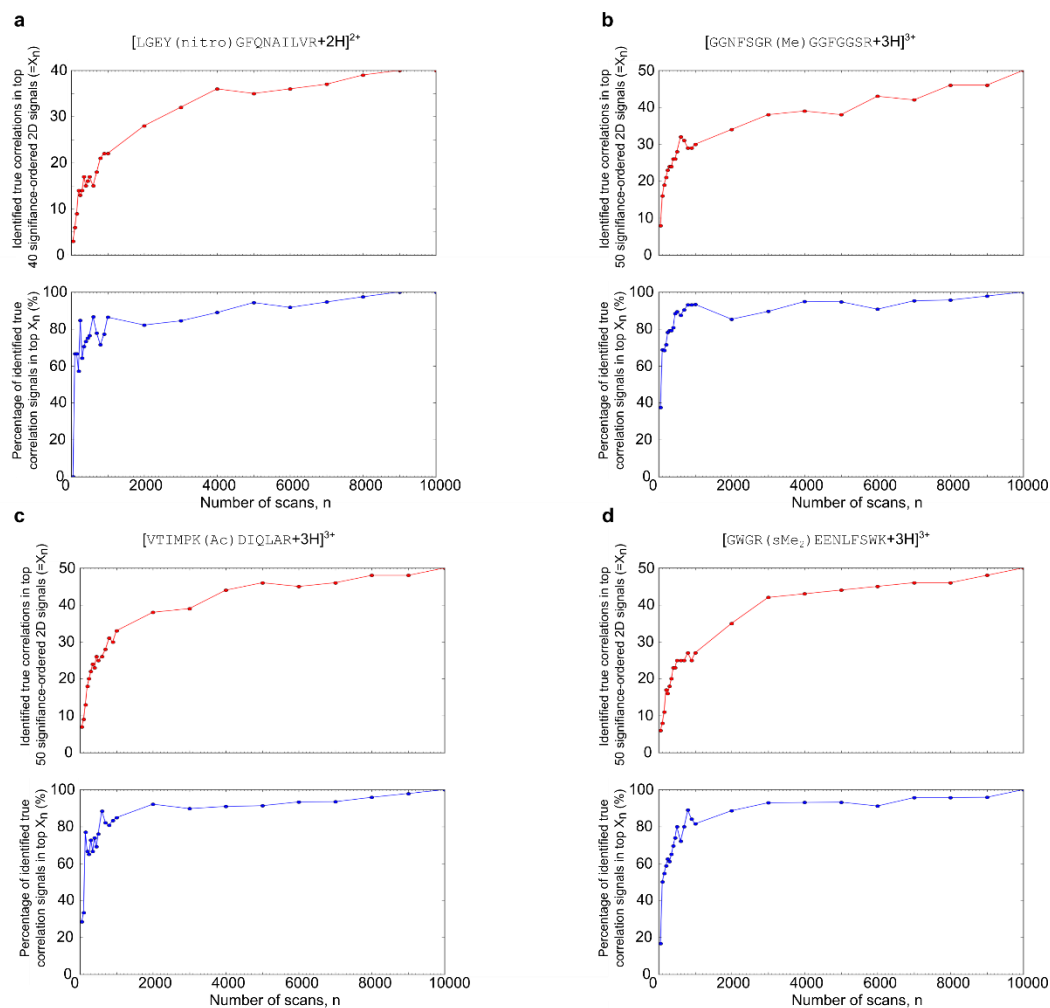 a
[LGEY(nitro)GFQNAILVR+2H]²⁺
Identified true correlations in top
40 signifiance-ordered 2D signals (=Xₙ)
40
30
20
10
0
Percentage of identified true
correlation signals in top Xₙ (%)
100
80
60
40
20
0
0 2000 4000 6000 8000 10000
Number of scans, n
b
[GGNFSGR(Me)GGFGGSR+3H]³⁺
Identified true correlations in top
50 signifiance-ordered 2D signals (=Xₙ)
50
40
30
20
10
0
Percentage of identified true
correlation signals in top Xₙ (%)
100
80
60
40
20
0
0 2000 4000 6000 8000 10000
Number of scans, n
c
[VTIMPK(Ac)DIQLAR+3H]³⁺
Identified true correlations in top
50 signifiance-ordered 2D signals (=Xₙ)
50
40
30
20
10
0
Percentage of identified true
correlation signals in top Xₙ (%)
100
80
60
40
20
0
0 2000 4000 6000 8000 10000
Number of scans, n
d
[GWGR(sMe₂)EENLFSWK+3H]³⁺
Identified true correlations in top
50 signifiance-ordered 2D signals (=Xₙ)
50
40
30
20
10
0
Percentage of identified true
correlation signals in top Xₙ (%)
100
80
60
40
20
0
0 2000 4000 6000 8000 10000
Number of scans, n